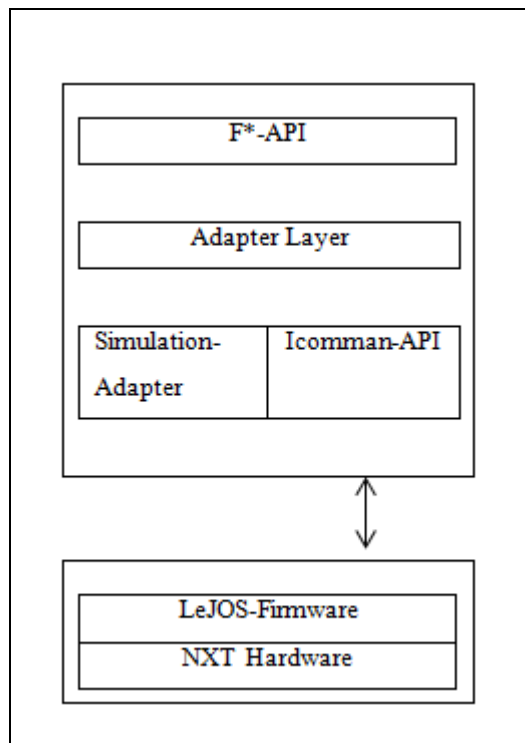 F*-API
Adapter Layer
Simulation-
Adapter
Icomman-API
LeJOS-Firmware
NXT Hardware